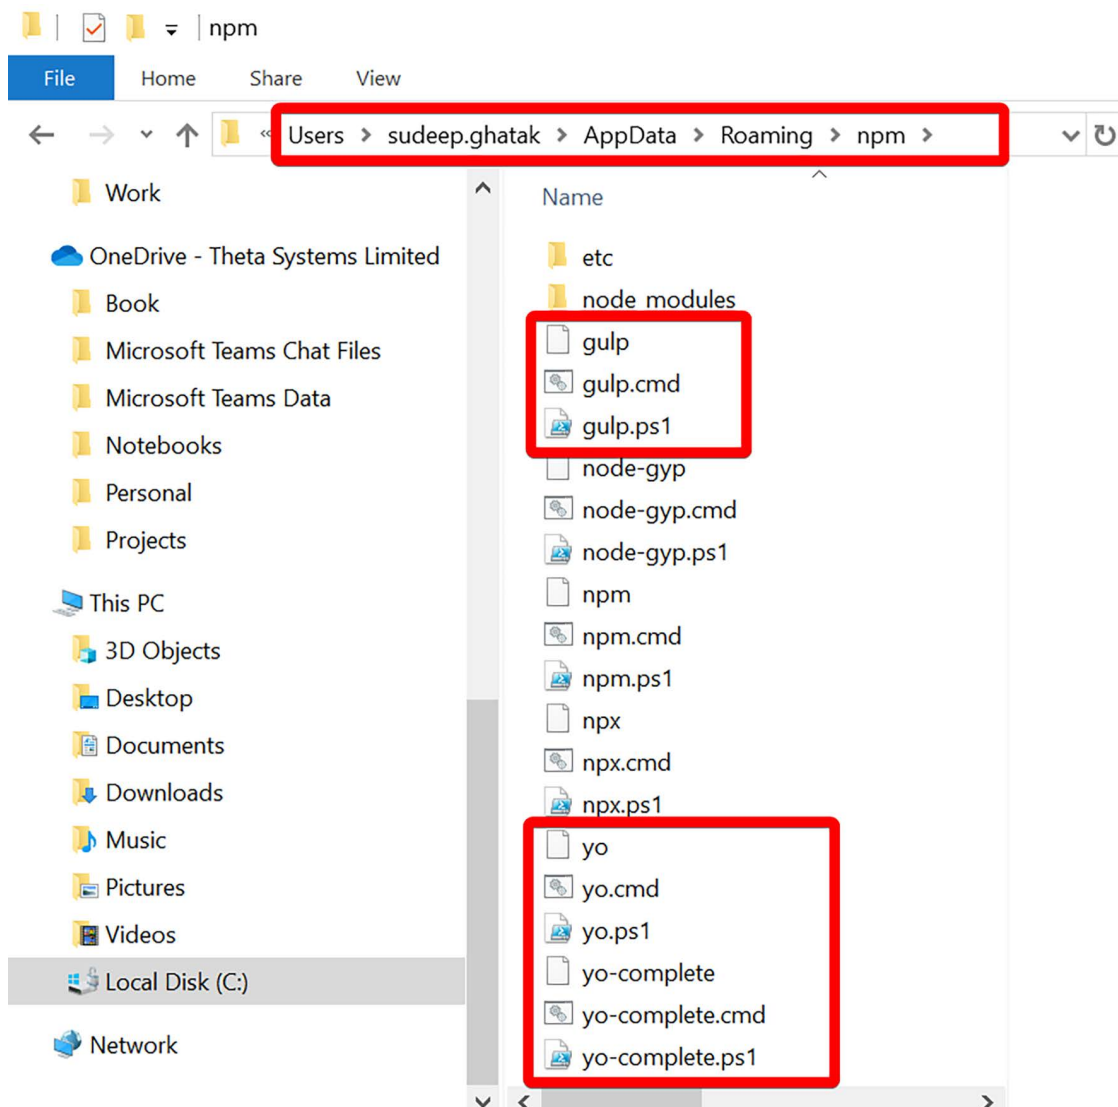 npm
File Home Share View
« Users > sudeep.ghatak > AppData > Roaming > npm >
Work
OneDrive - Theta Systems Limited
Book
Microsoft Teams Chat Files
Microsoft Teams Data
Notebooks
Personal
Projects
This PC
3D Objects
Desktop
Documents
Downloads
Music
Pictures
Videos
Local Disk (C:)
Network
Name
etc
node_modules
gulp
gulp.cmd
gulp.ps1
node-gyp
node-gyp.cmd
node-gyp.ps1
npm
npm.cmd
npm.ps1
npx
npx.cmd
npx.ps1
yo
yo.cmd
yo.ps1
yo-complete
yo-complete.cmd
yo-complete.ps1